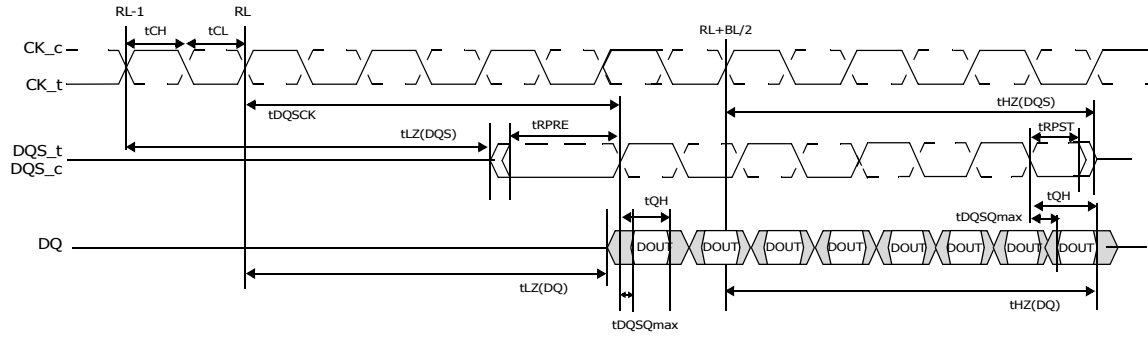 RL-1
RL
tCH
tCL
RL+BL/2
CK_c
CK_t
tDQSCK
tHZ(DQS)
tLZ(DQS)
tRPRE
tRPST
DQS_t
DQS_c
tQH
tQH
tDQSQmax
DQ
DOUT DOUT DOUT DOUT DOUT DOUT DOUT DOUT
tLZ(DQ)
tHZ(DQ)
tDQSQmax